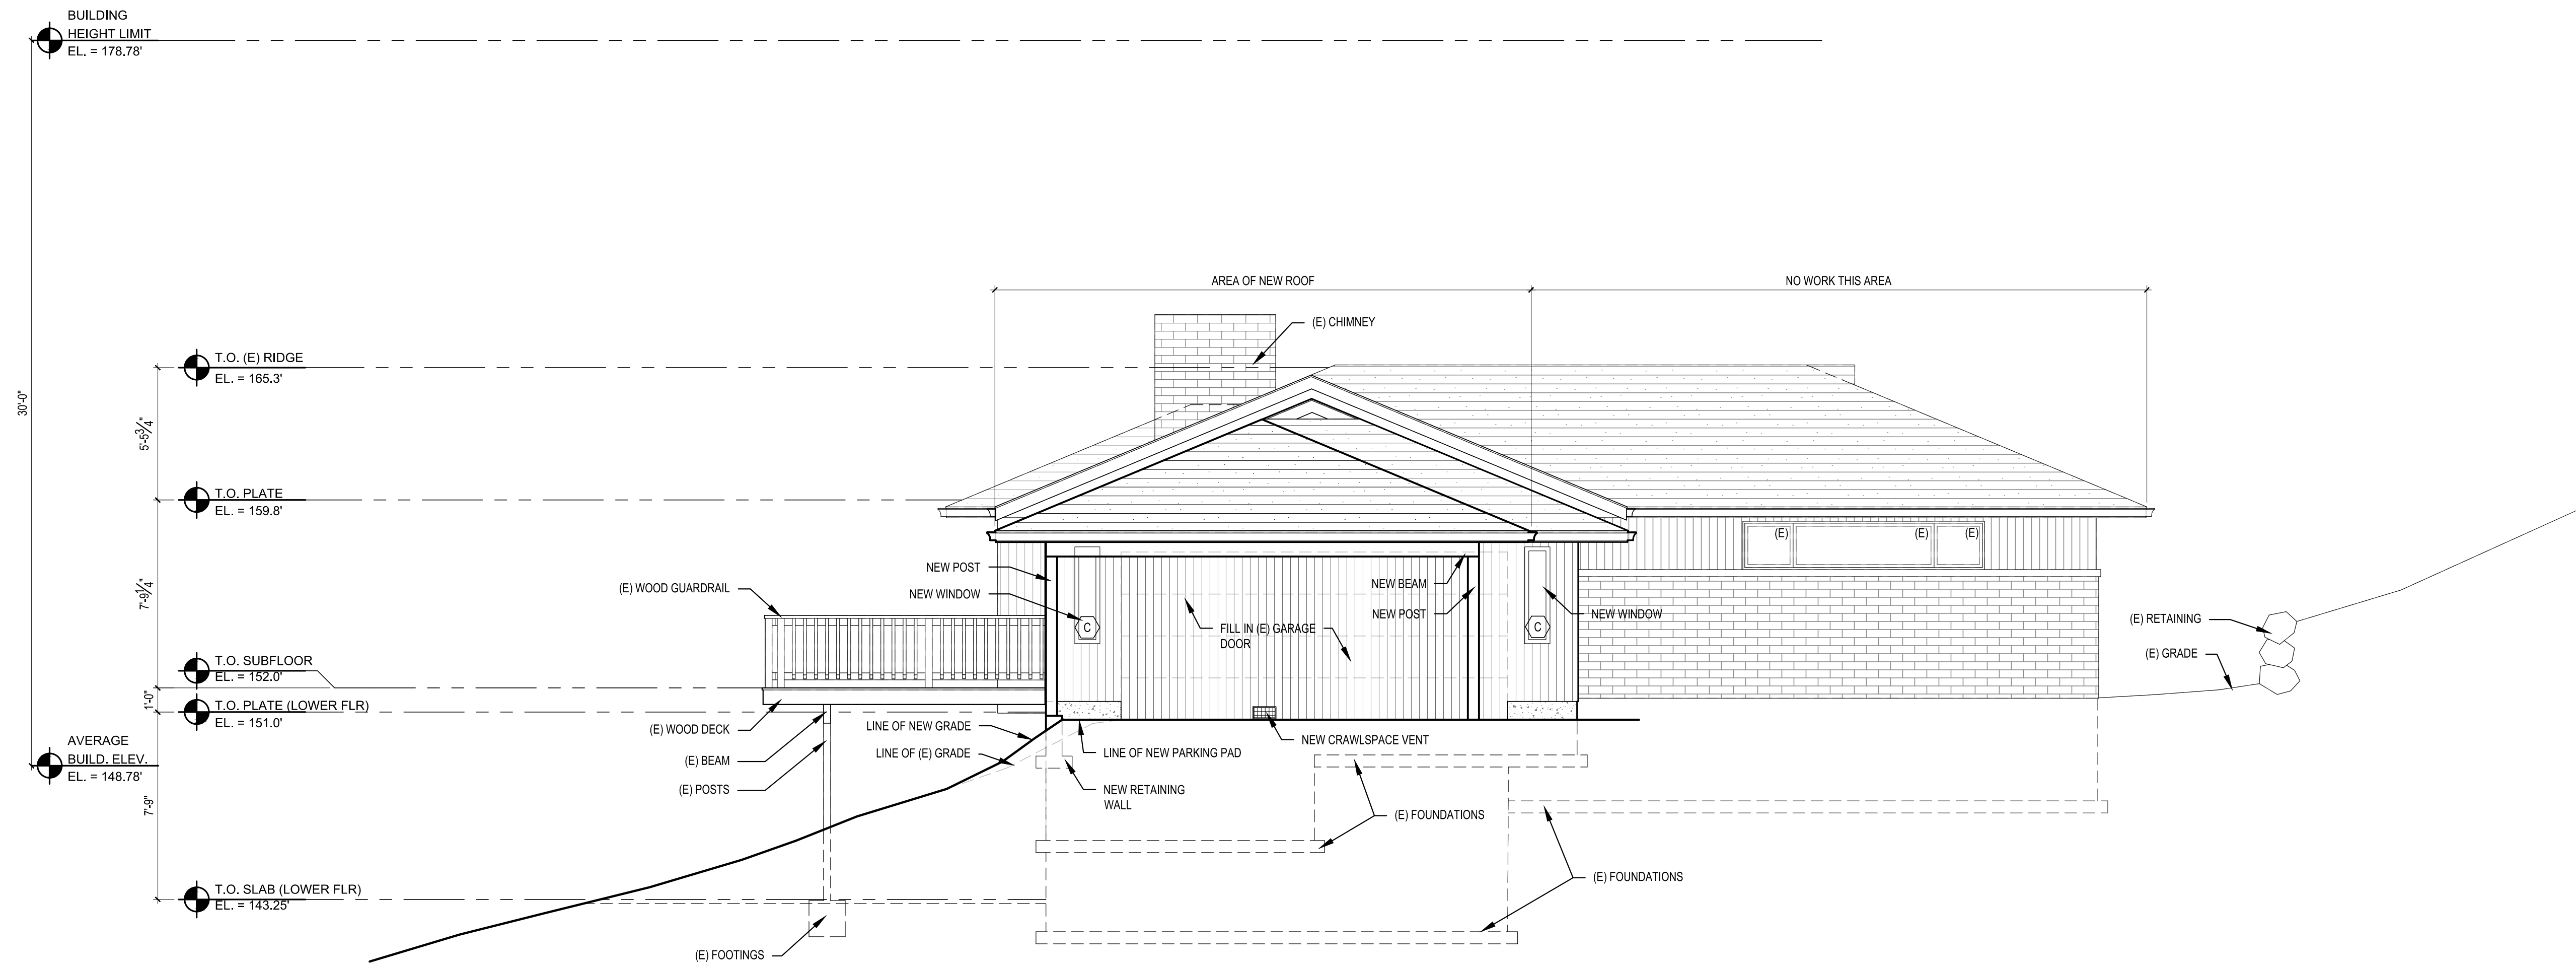 BUILDING
HEIGHT LIMIT
EL. = 178.78'
30'-0"
AREA OF NEW ROOF
NO WORK THIS AREA
(E) CHIMNEY
T.O. (E) RIDGE
EL. = 165.3'
5'-5 3/4"
T.O. PLATE
EL. = 159.8'
(E)
(E)
(E)
7'-9 1/4"
NEW POST
NEW WINDOW
(E) WOOD GUARDRAIL
NEW BEAM
NEW POST
NEW WINDOW
C
C
FILL IN (E) GARAGE
DOOR
(E) RETAINING
(E) GRADE
T.O. SUBFLOOR
EL. = 152.0'
1'-0"
T.O. PLATE (LOWER FLR)
EL. = 151.0'
(E) WOOD DECK
LINE OF NEW GRADE
LINE OF (E) GRADE
LINE OF NEW PARKING PAD
NEW CRAWLSPACE VENT
AVERAGE
BUILD. ELEV.
EL. = 148.78'
(E) BEAM
(E) POSTS
NEW RETAINING
WALL
7'-9"
(E) FOUNDATIONS
(E) FOUNDATIONS
T.O. SLAB (LOWER FLR)
EL. = 143.25'
(E) FOOTINGS